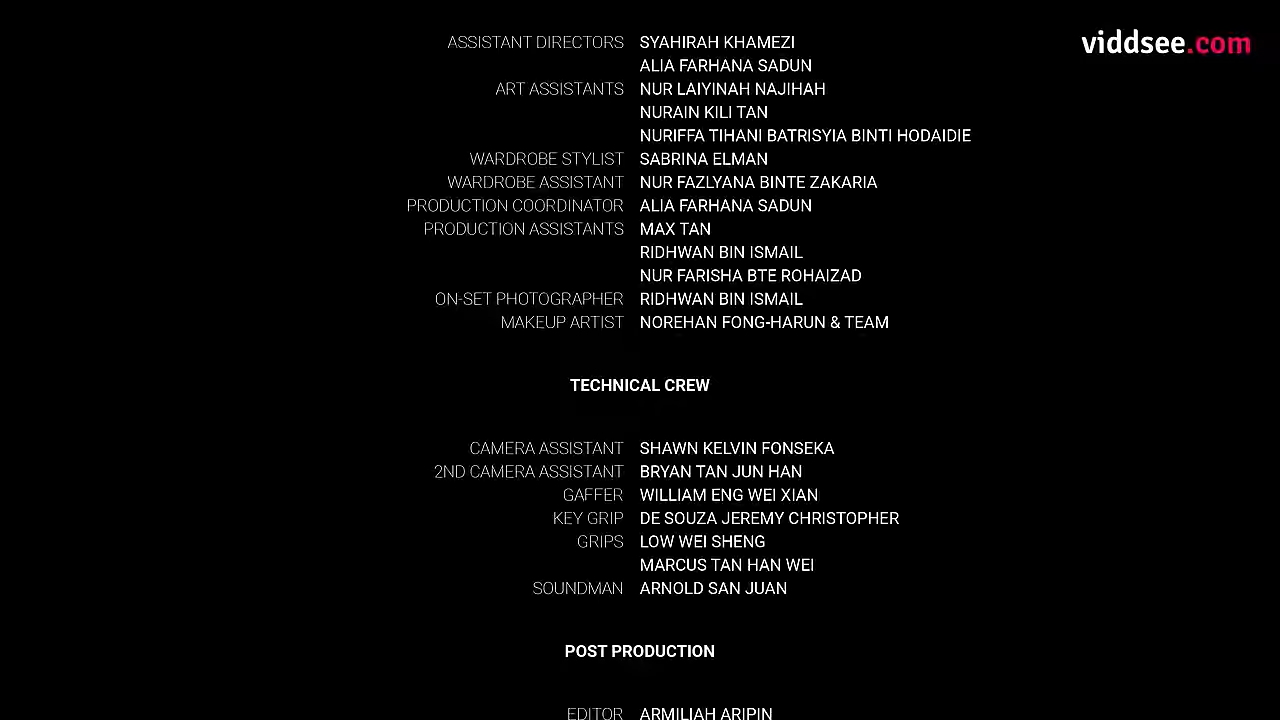 viddsee.com
ASSISTANT DIRECTORS SYAHIRAH KHAMEZI
ALIA FARHANA SADUN
ART ASSISTANTS NUR LAIYINAH NAJIHAH
NURAIN KILI TAN
NURIFFA TIHANI BATRISYIA BINTI HODAIDIE
WARDROBE STYLIST SABRINA ELMAN
WARDROBE ASSISTANT NUR FAZLYANA BINTE ZAKARIA
PRODUCTION COORDINATOR ALIA FARHANA SADUN
PRODUCTION ASSISTANTS MAX TAN
RIDHWAN BIN ISMAIL
NUR FARISHA BTE ROHAIZAD
ON-SET PHOTOGRAPHER RIDHWAN BIN ISMAIL
MAKEUP ARTIST NOREHAN FONG-HARUN & TEAM
TECHNICAL CREW
CAMERA ASSISTANT SHAWN KELVIN FONSEKA
2ND CAMERA ASSISTANT BRYAN TAN JUN HAN
GAFFER WILLIAM ENG WEI XIAN
KEY GRIP DE SOUZA JEREMY CHRISTOPHER
GRIPS LOW WEI SHENG
MARCUS TAN HAN WEI
SOUNDMAN ARNOLD SAN JUAN
POST PRODUCTION
EDITOR ARMILIAH ARIPIN